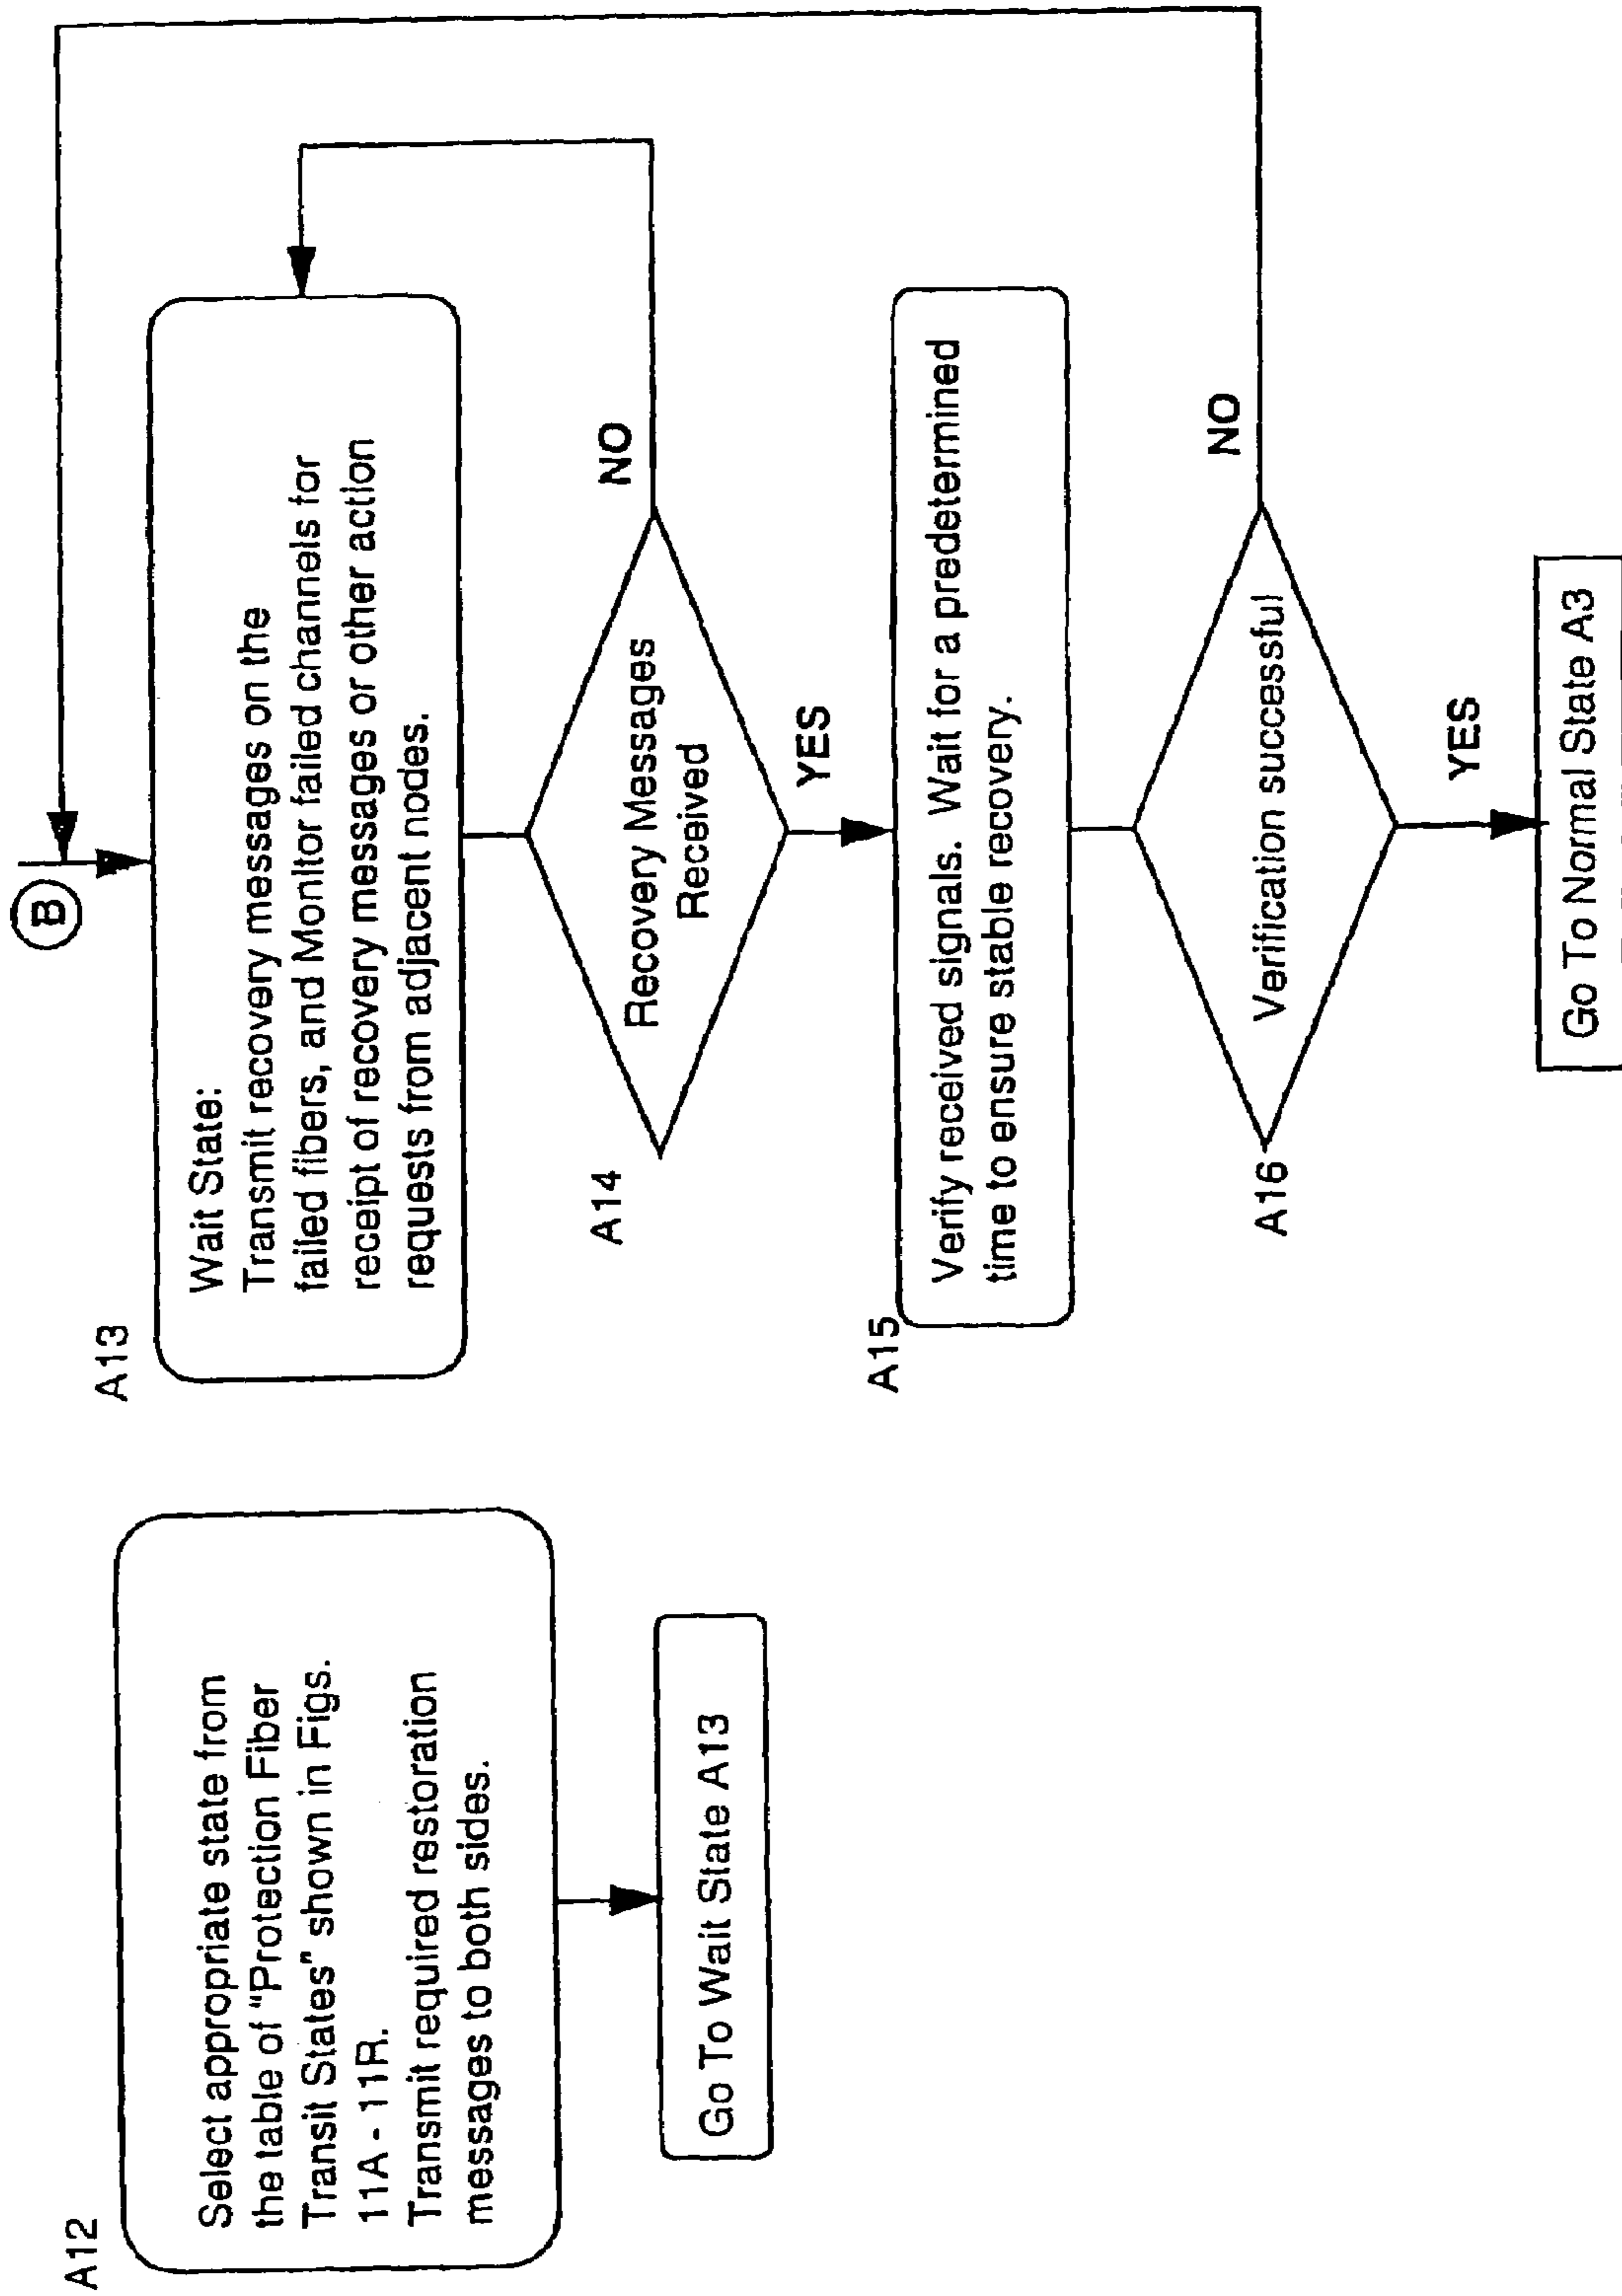 A12
Select appropriate state from
the table of "Protection Fiber
Transit States" shown in Figs.
11A - 11R.
Transmit required restoration
messages to both sides.
Go To Wait State A13
B
A13
Wait State:
Transmit recovery messages on the
failed fibers, and Monitor failed channels for
receipt of recovery messages or other action
requests from adjacent nodes.
A14
Recovery Messages
Received
NO
YES
A15
Verify received signals. Wait for a predetermined
time to ensure stable recovery.
A16
Verification successful
NO
YES
Go To Normal State A3